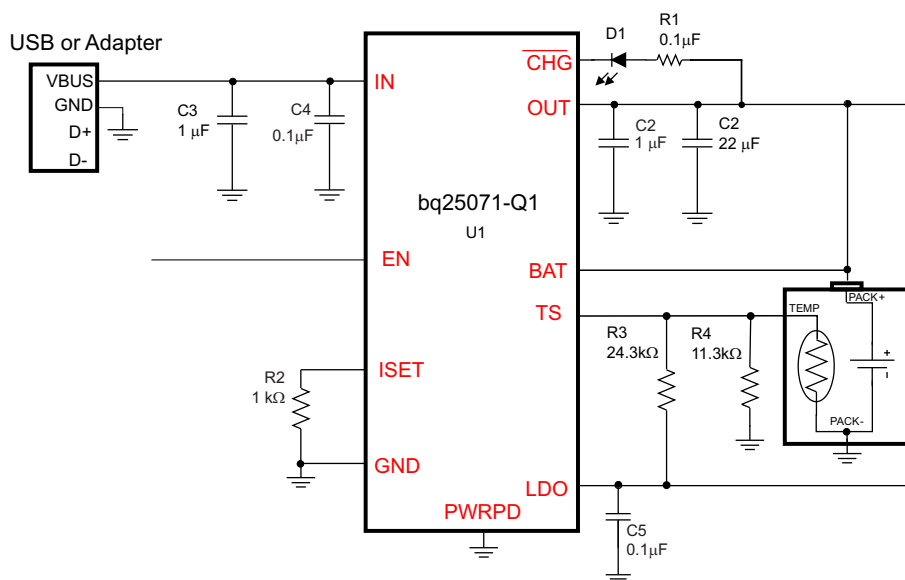 USB or Adapter
VBUS
GND
D+
D-
C3
1 μF
C4
0.1μF
IN
EN
R2
1 kΩ
ISET
GND
PWRPD
bq25071-Q1
U1
CHG
OUT
BAT
TS
LDO
D1
R1
0.1μF
C2
1 μF
C2
22 μF
R3
24.3kΩ
R4
11.3kΩ
C5
0.1μF
TEMP
PACK+
+
-
PACK-